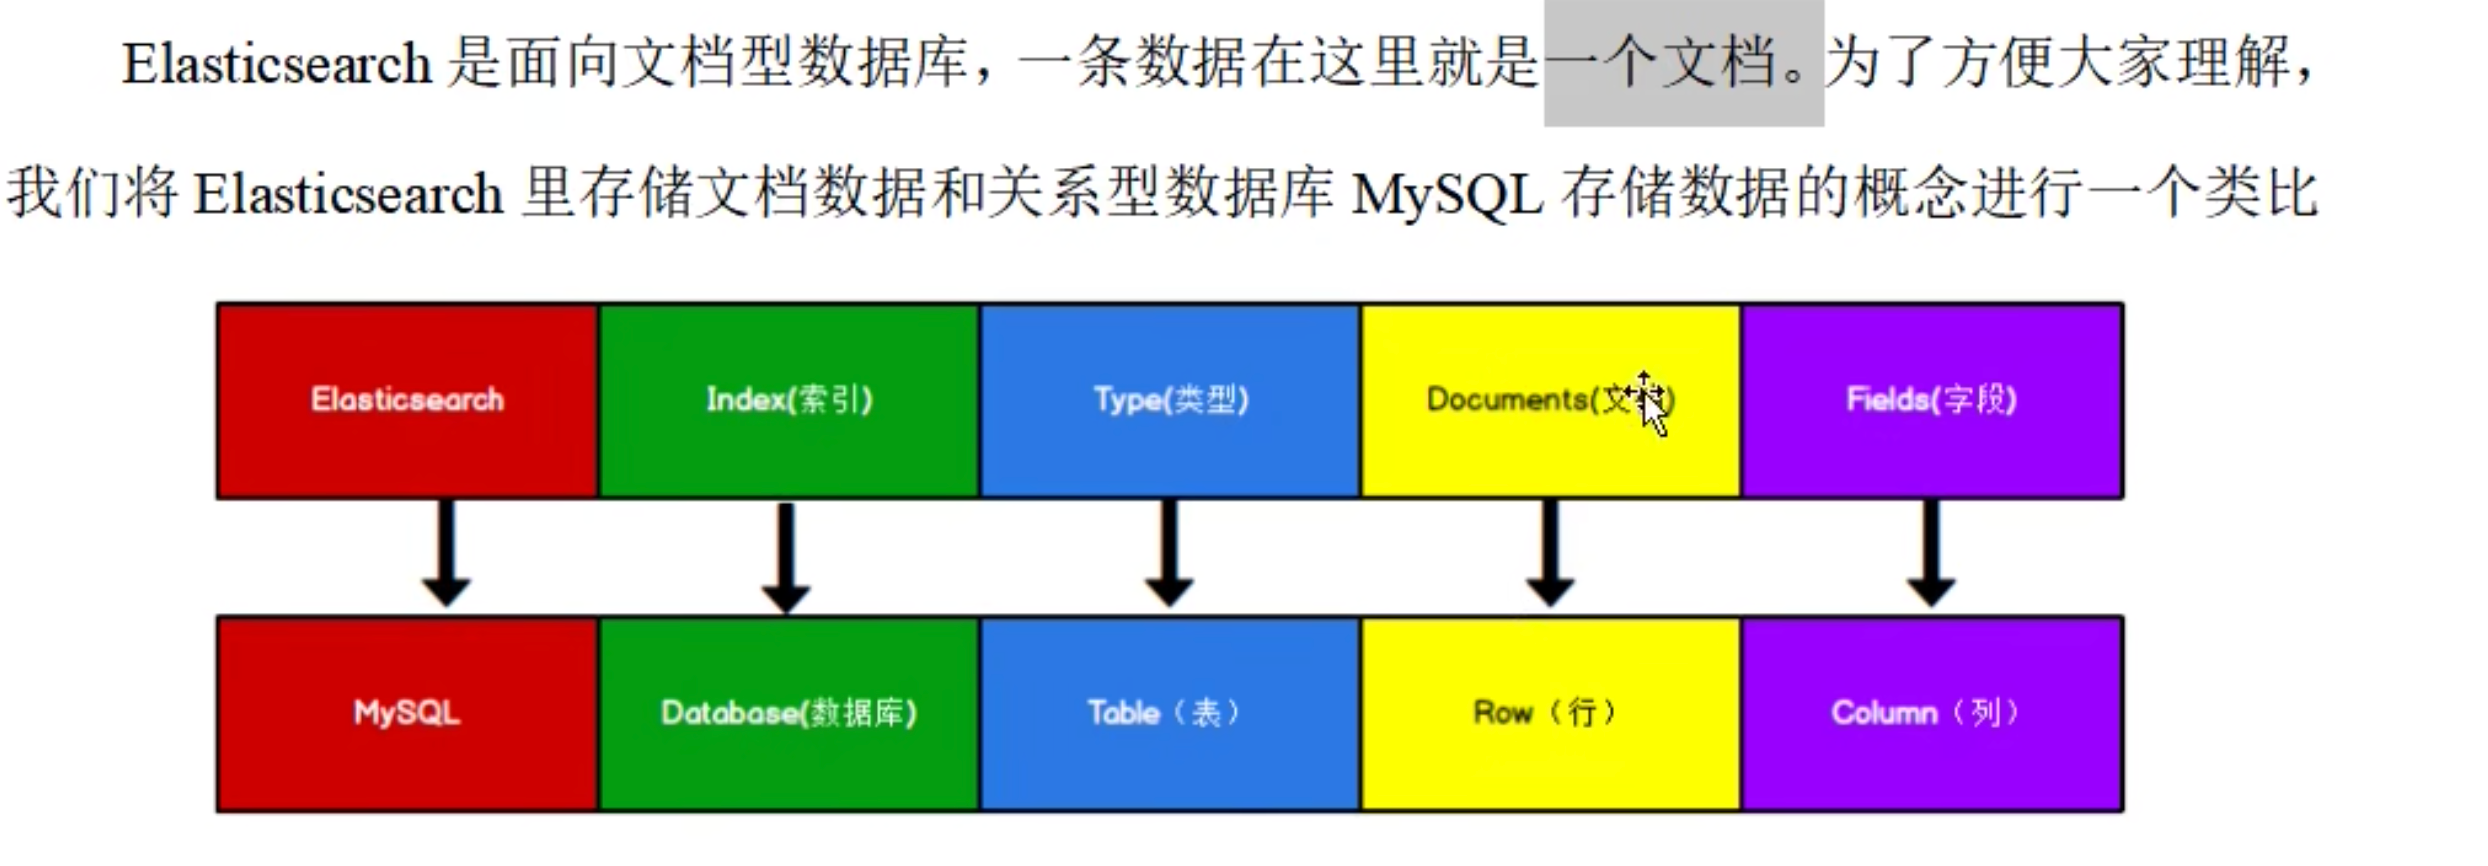 Elasticsearch 是面向文档型数据库，一条数据在这里就是一个文档。为了方便大家理解，
我们将 Elasticsearch 里存储文档数据和关系型数据库 MySQL 存储数据的概念进行一个类比
Elasticsearch
Index(索引)
Type(类型)
Documents(文
Fields(字段)
MySQL
Database(数据库)
Table（表）
Row（行）
Column（列）